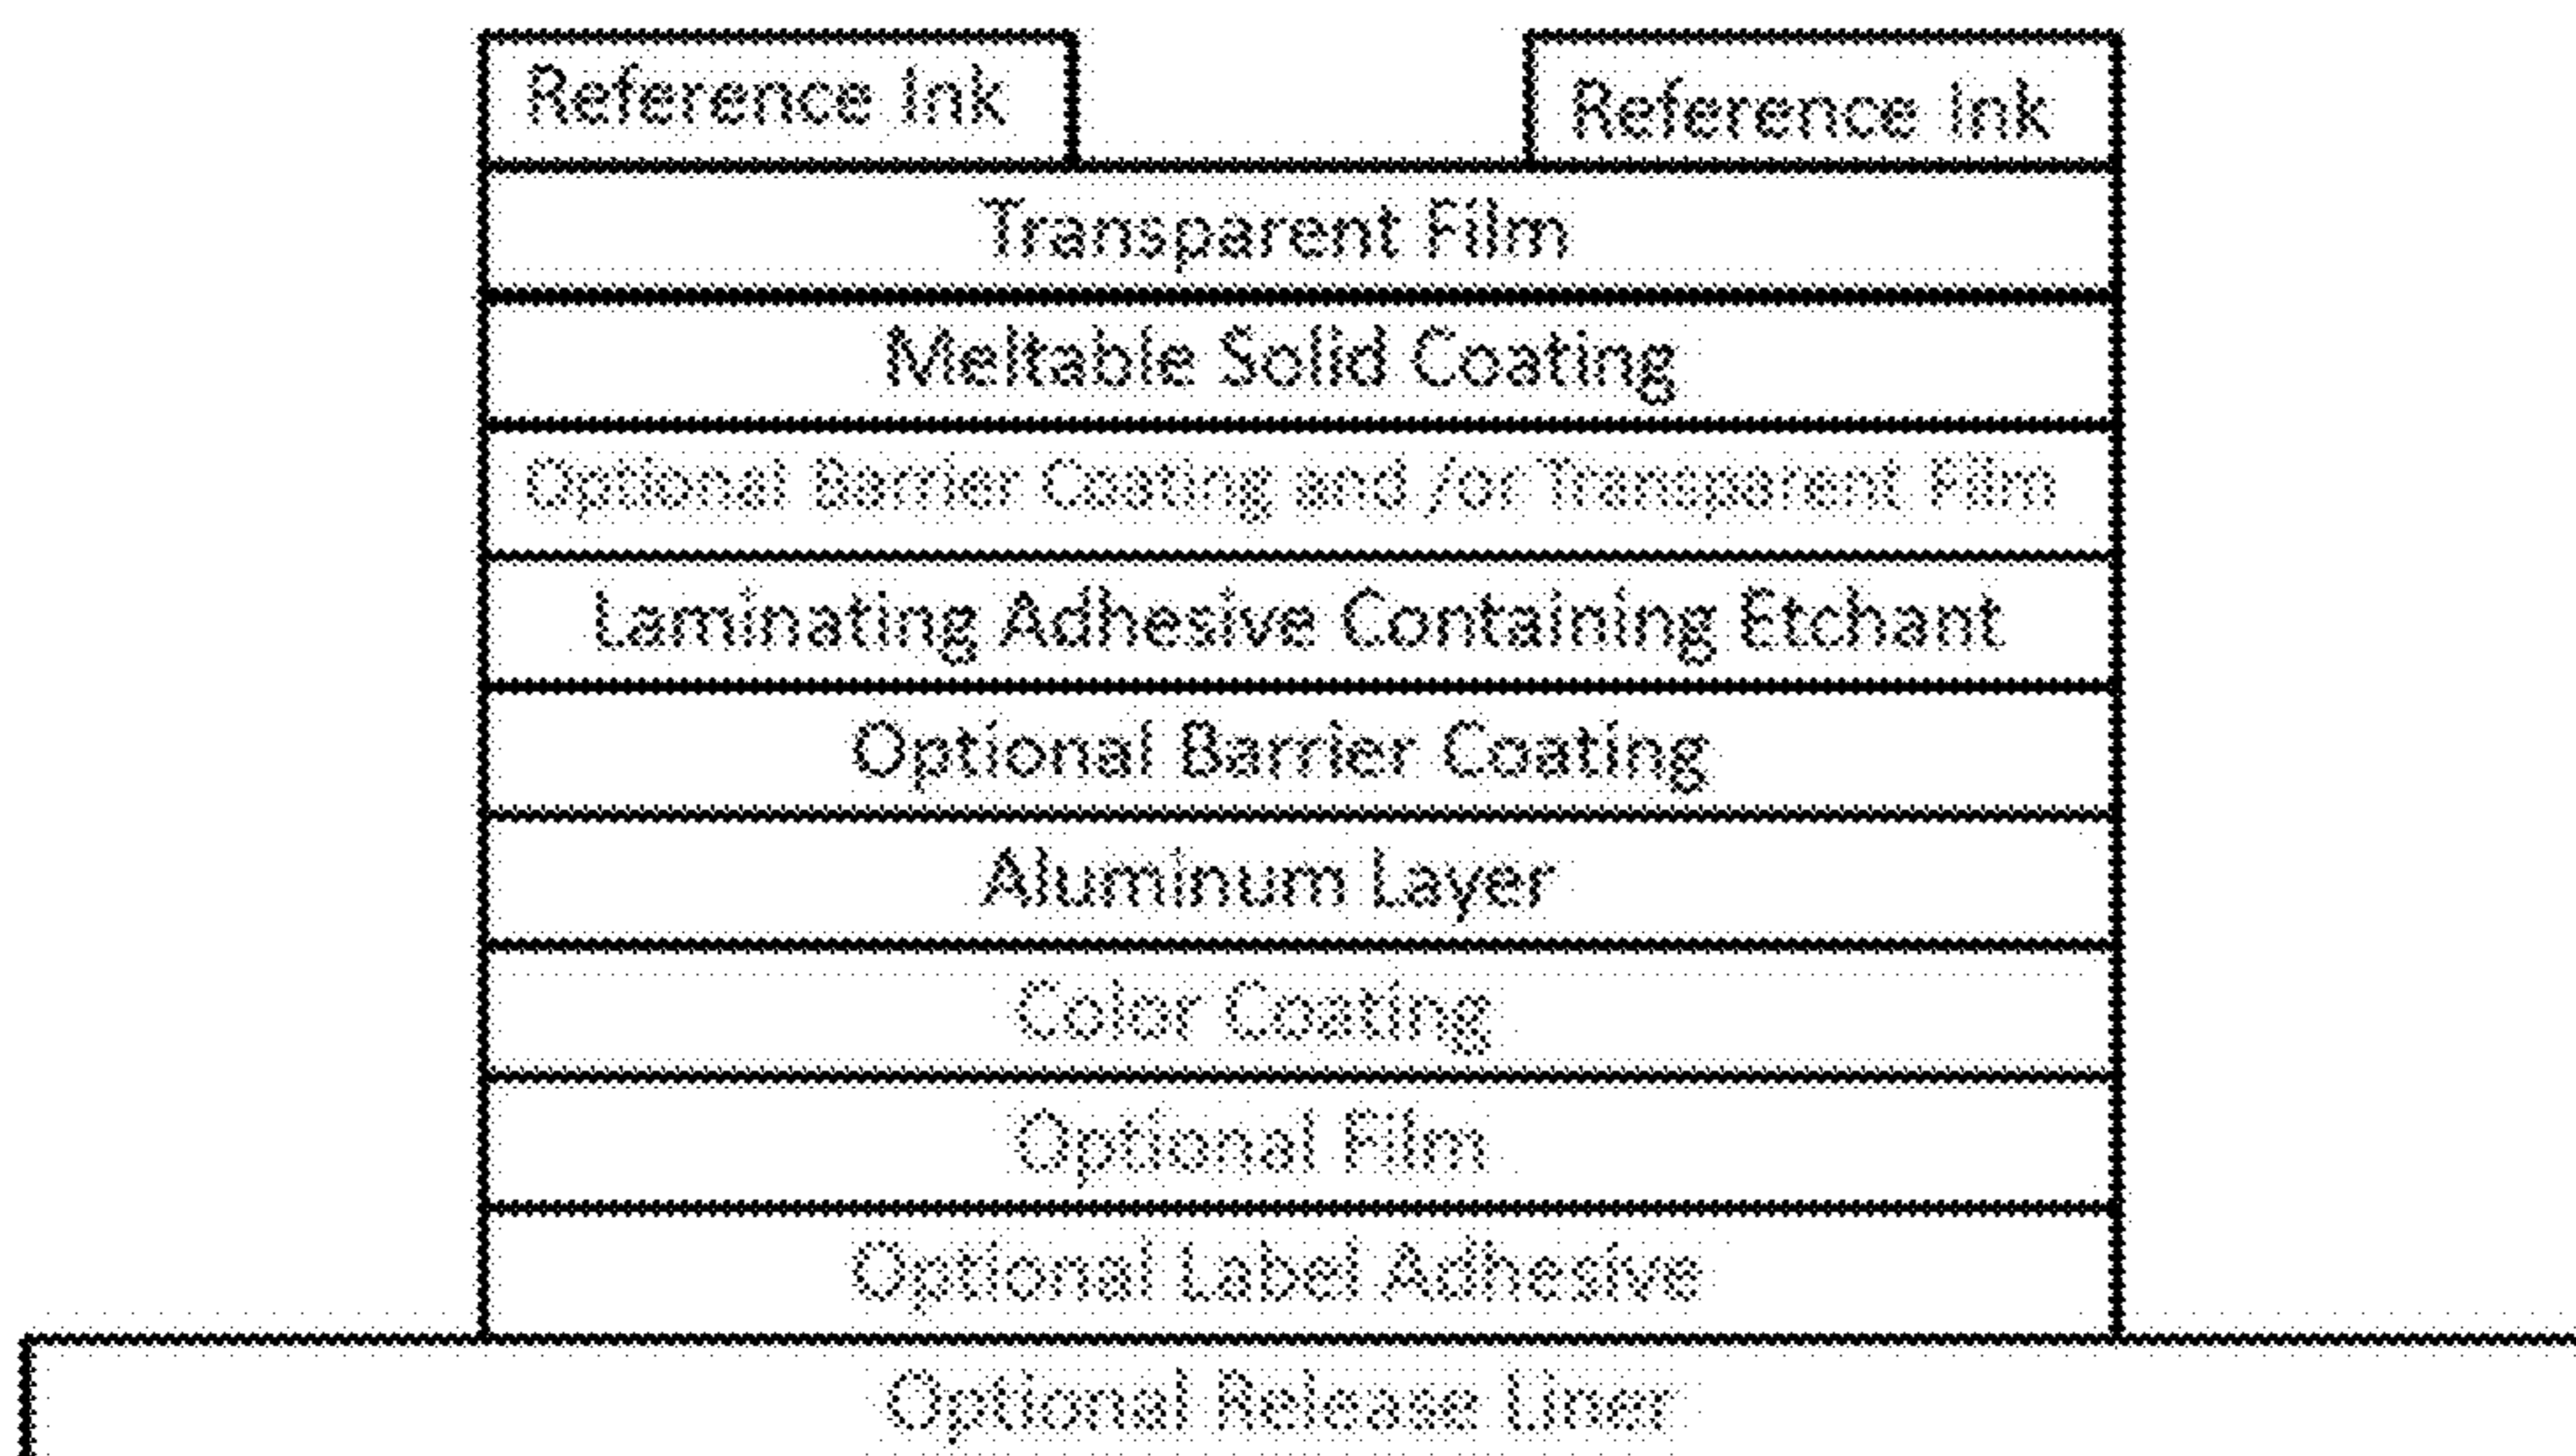 Reference Ink
Reference Ink
Transparent Film
Meltable Solid Coating
Optional Barrier Coating and /or Transparent Film
Laminating Adhesive Containing Etchant
Optional Barrier Coating
Aluminum Layer
Color Coating
Optional Film
Optional Label Adhesive
Optional Release Liner